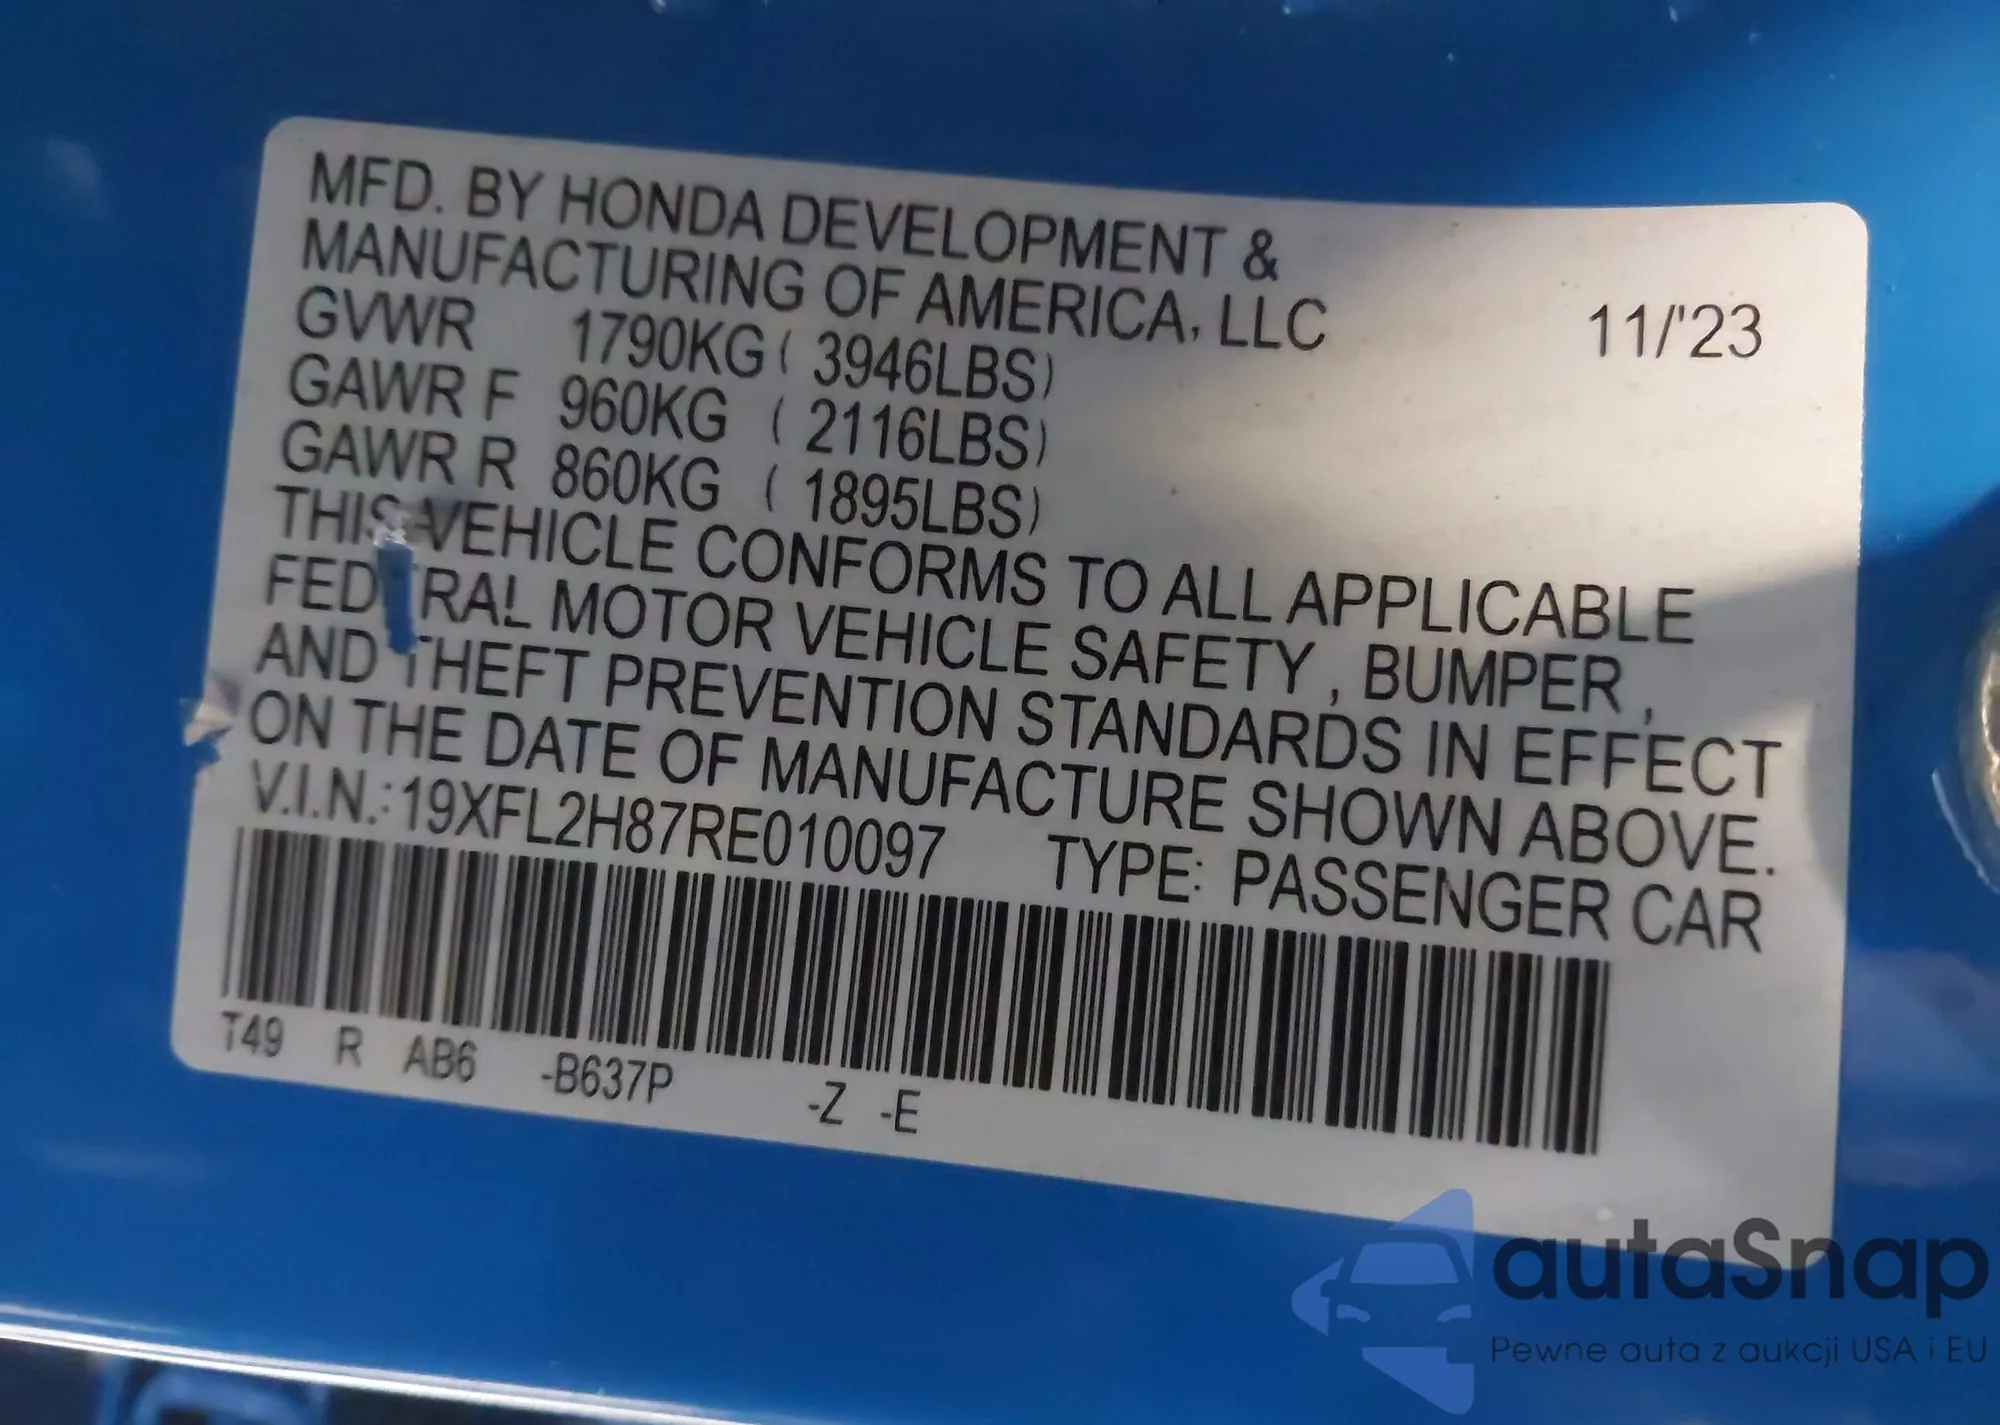 MFD. BY HONDA DEVELOPMENT &
MANUFACTURING OF AMERICA, LLC 11/'23
GVWR 1790KG ( 3946LBS)
GAWR F 960KG ( 2116LBS)
GAWR R 860KG ( 1895LBS)
THIS VEHICLE CONFORMS TO ALL APPLICABLE
FEDERAL MOTOR VEHICLE SAFETY , BUMPER ,
AND THEFT PREVENTION STANDARDS IN EFFECT
ON THE DATE OF MANUFACTURE SHOWN ABOVE.
V.I.N.: 19XFL2H87RE010097 TYPE: PASSENGER CAR
T49 R AB6 -B637P -Z -E
autaSnap
Pewne auta z aukcji USA i EU